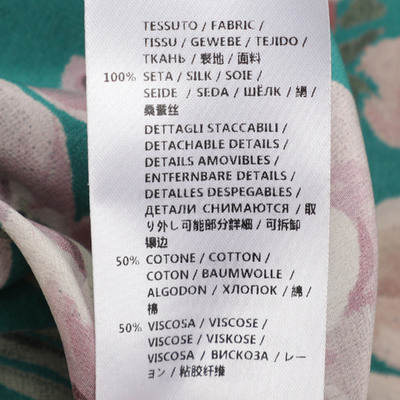 TESSUTO / FABRIC /
TISSU / GEWEBE / TEJIDO /
ТКАНЬ / 表地 / 面料
100% SETA / SILK / SOIE /
SEIDE / SEDA / ШЁЛК / 絹 /
桑蚕丝
DETTAGLI STACCABILI /
DETACHABLE DETAILS /
DETAILS AMOVIBLES /
ENTFERNBARE DETAILS /
DETALLES DESPEGABLES /
ДЕТАЛИ СНИМАЮТСЯ / 取
り外し可能部分詳細 / 可拆卸
镶边
50% COTONE / COTTON /
COTON / BAUMWOLLE /
ALGODON / ХЛОПОК / 綿 /
棉
50% VISCOSA / VISCOSE /
VISCOSE / VISKOSE /
VISCOSA / ВИСКОЗА / レー
ヨン / 粘胶纤维